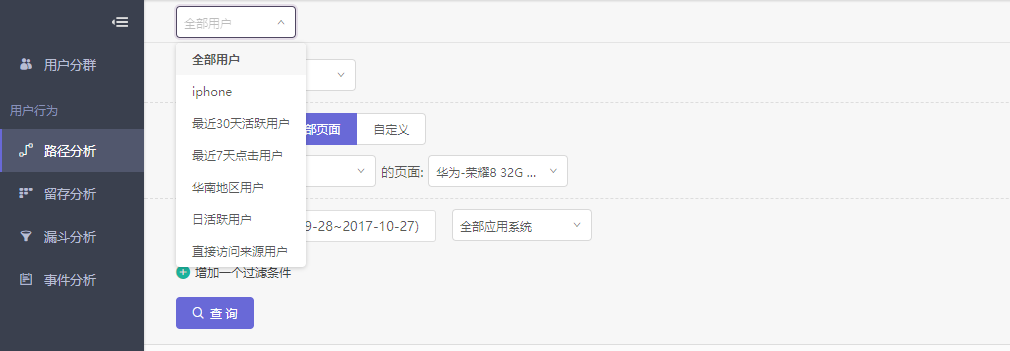 用户分群
用户行为
路径分析
留存分析
漏斗分析
事件分析
全部用户
全部用户
iphone
最近30天活跃用户
最近7天点击用户
华南地区用户
日活跃用户
直接访问来源用户
部页面 自定义
的页面: 华为-荣耀8 32G ...
9-28~2017-10-27) 全部应用系统
增加一个过滤条件
查 询